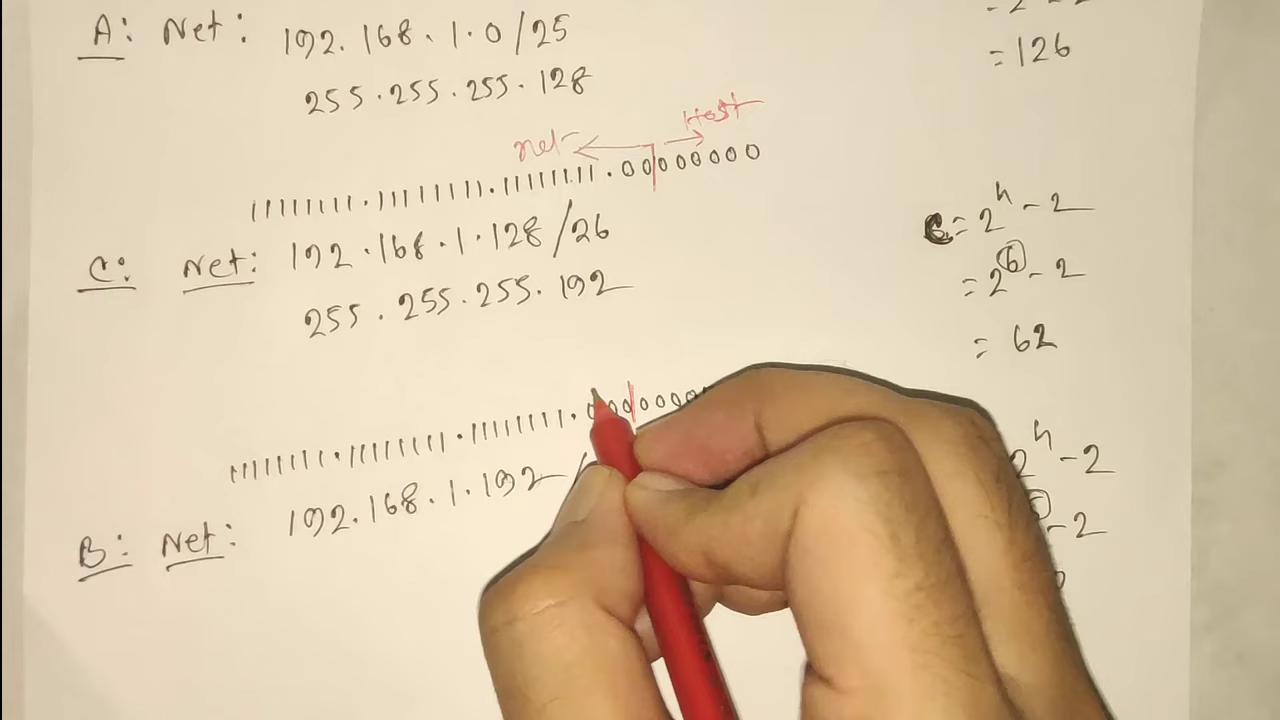 A: Net: 192.168.1.0/25
255.255.255.128
= 126
Net Host
11111111.11111111.11111111.00000000
C: Net: 192.168.1.128/26
255.255.255.192
C = 2^n - 2
= 2^6 - 2
= 62
11111111.11111111.11111111.
B: Net: 192.168.1.192/
2^n - 2
- 2